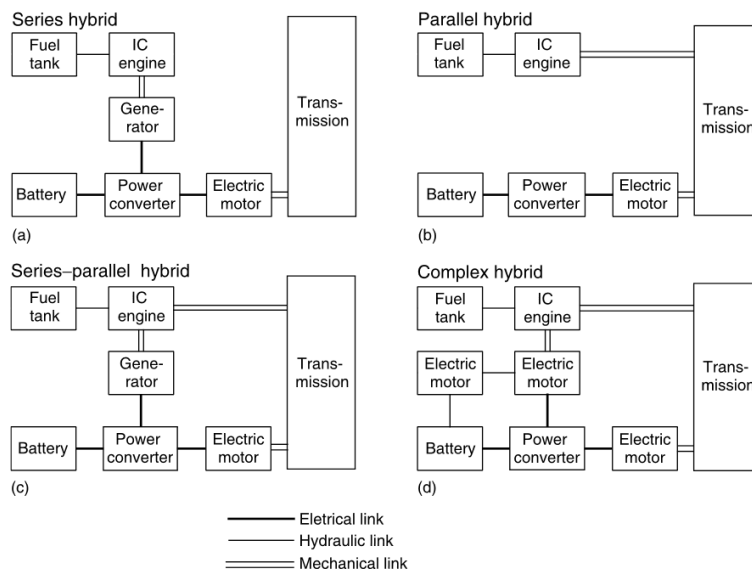 Series hybrid
Fuel
tank
IC
engine
Gene-
rator
Trans-
mission
Battery
Power
converter
Electric
motor
(a)
Parallel hybrid
Fuel
tank
IC
engine
Trans-
mission
Battery
Power
converter
Electric
motor
(b)
Series–parallel hybrid
Fuel
tank
IC
engine
Gene-
rator
Trans-
mission
Battery
Power
converter
Electric
motor
(c)
Complex hybrid
Fuel
tank
IC
engine
Electric
motor
Electric
motor
Trans-
mission
Battery
Power
converter
Electric
motor
(d)
Eletrical link
Hydraulic link
Mechanical link